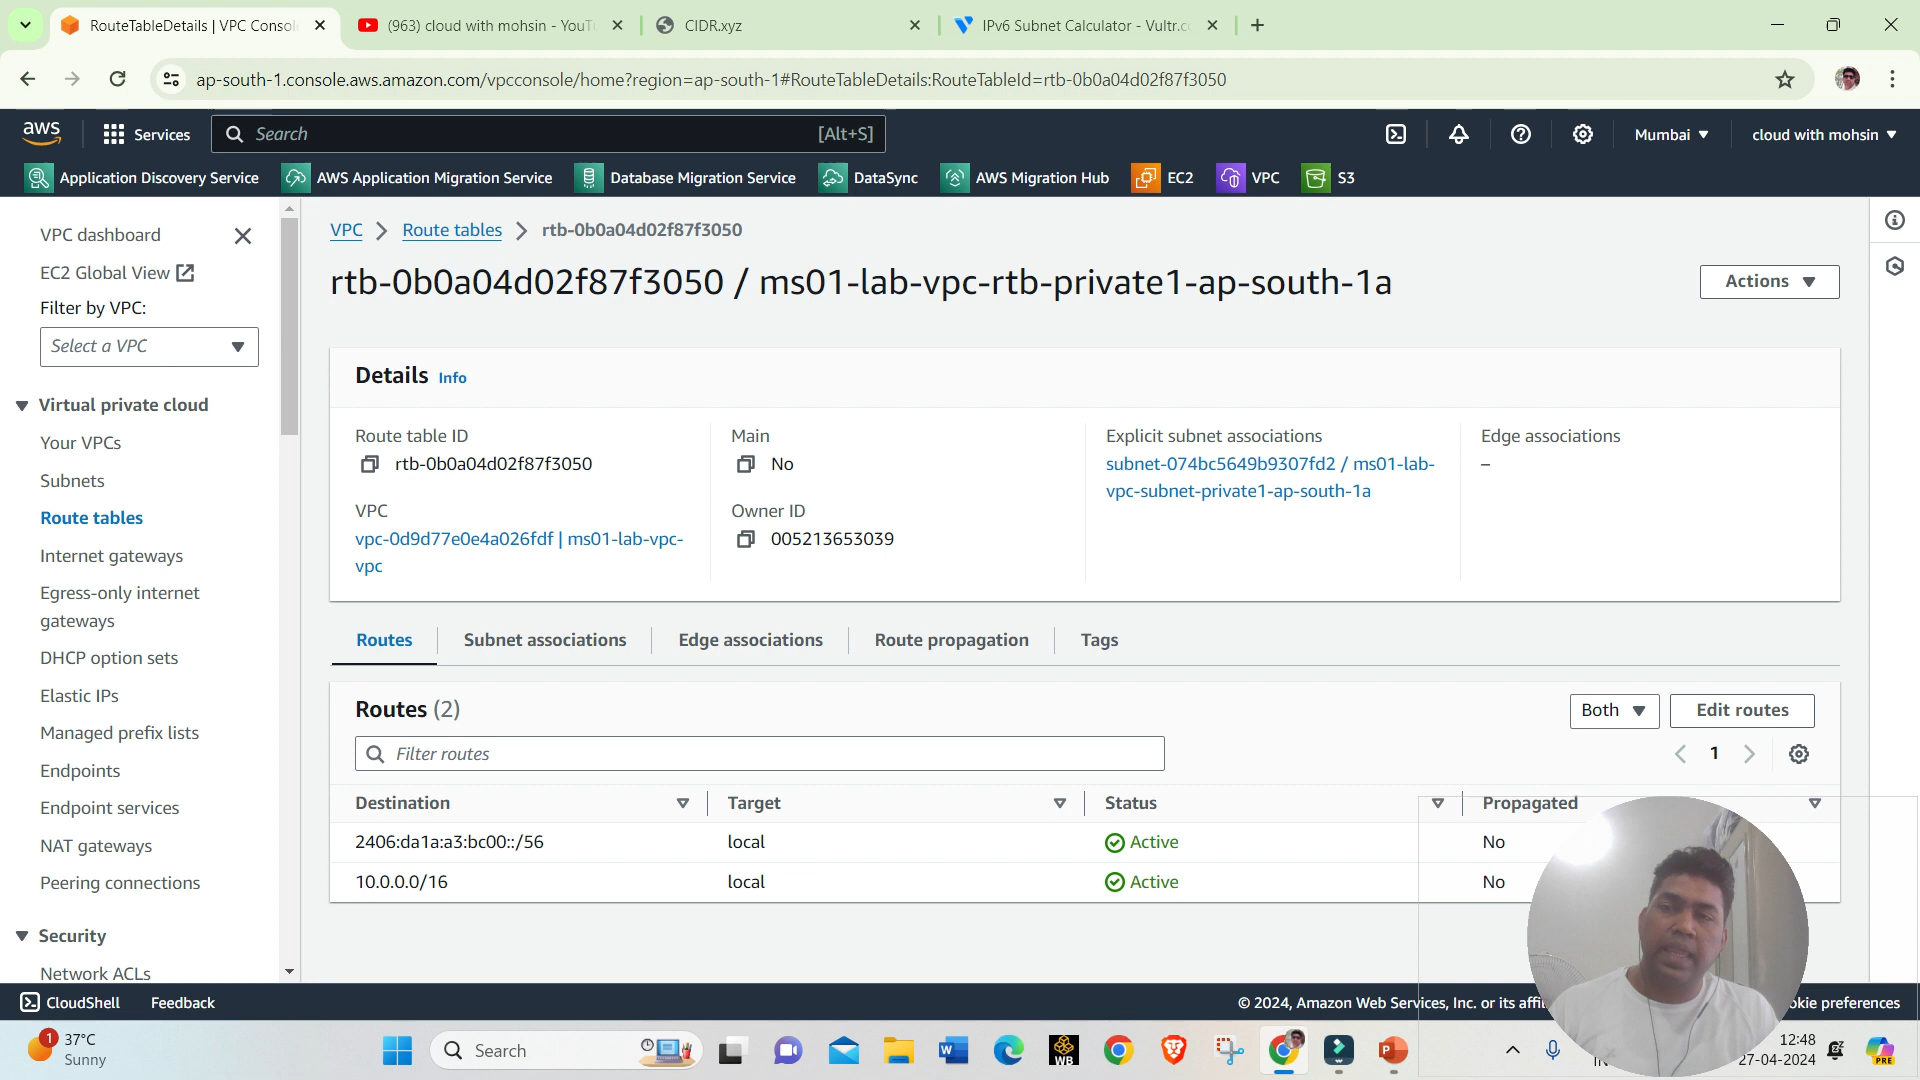 RouteTableDetails | VPC Consol
(963) cloud with mohsin - YouT
CIDR.xyz
IPv6 Subnet Calculator - Vultr.c
ap-south-1.console.aws.amazon.com/vpcconsole/home?region=ap-south-1#RouteTableDetails:RouteTableId=rtb-0b0a04d02f87f3050
aws
Services
Search
[Alt+S]
Mumbai
cloud with mohsin
Application Discovery Service
AWS Application Migration Service
Database Migration Service
DataSync
AWS Migration Hub
EC2
VPC
S3
VPC dashboard
EC2 Global View
Filter by VPC:
Select a VPC
Virtual private cloud
Your VPCs
Subnets
Route tables
Internet gateways
Egress-only internet
gateways
DHCP option sets
Elastic IPs
Managed prefix lists
Endpoints
Endpoint services
NAT gateways
Peering connections
Security
Network ACLs
VPC
Route tables
rtb-0b0a04d02f87f3050
rtb-0b0a04d02f87f3050 / ms01-lab-vpc-rtb-private1-ap-south-1a
Actions
Details Info
Route table ID
rtb-0b0a04d02f87f3050
VPC
vpc-0d9d77e0e4a026fdf | ms01-lab-vpc-
vpc
Main
No
Owner ID
005213653039
Explicit subnet associations
subnet-074bc5649b9307fd2 / ms01-lab-
vpc-subnet-private1-ap-south-1a
Edge associations
–
Routes
Subnet associations
Edge associations
Route propagation
Tags
Routes (2)
Both
Edit routes
Filter routes
1
Destination
Target
Status
Propagated
2406:da1a:a3:bc00::/56
local
Active
No
10.0.0.0/16
local
Active
No
CloudShell
Feedback
© 2024, Amazon Web Services, Inc. or its affi
okie preferences
1
37°C
Sunny
Search
WB
12:48
27-04-2024
PRE